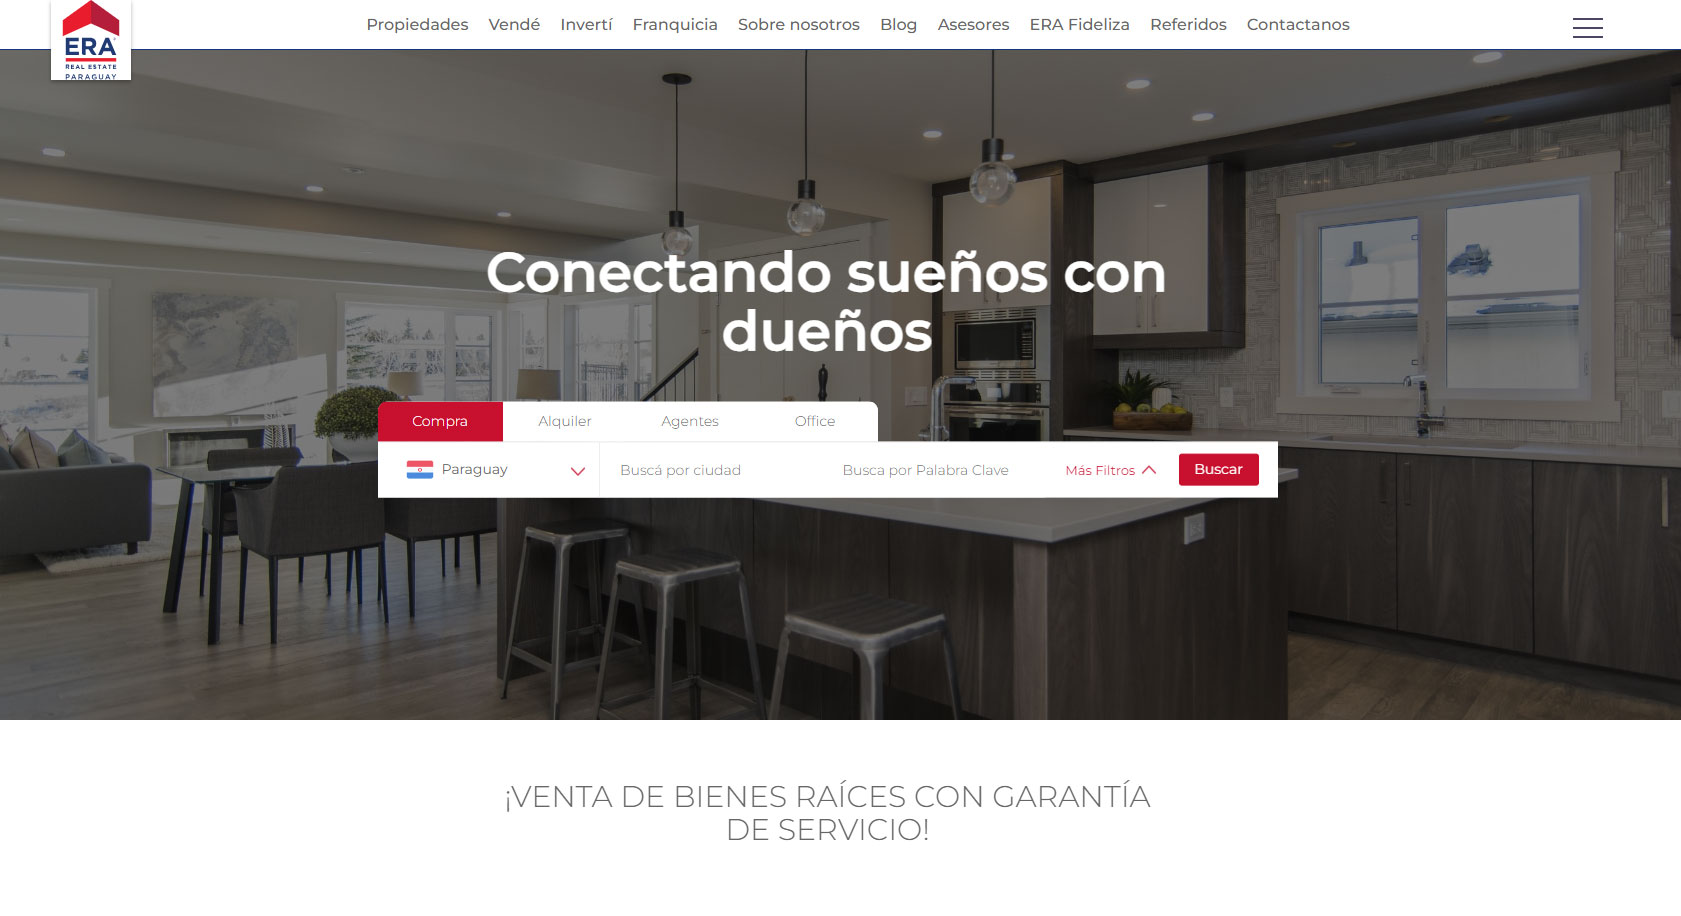 ERA
REAL ESTATE
PARAGUAY
Propiedades Vendé Invertí Franquicia Sobre nosotros Blog Asesores ERA Fideliza Referidos Contactanos
Conectando sueños con
dueños
Compra Alquiler Agentes Office
Paraguay Buscá por ciudad Busca por Palabra Clave Más Filtros Buscar
¡VENTA DE BIENES RAÍCES CON GARANTÍA
DE SERVICIO!